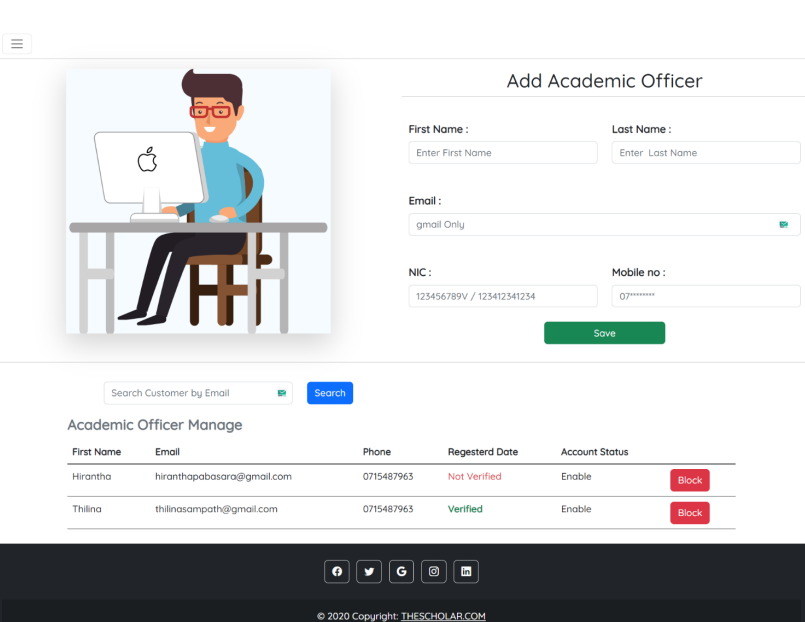 Add Academic Officer
First Name : Last Name :
Enter First Name Enter Last Name
Email :
gmail Only
NIC : Mobile no :
123456789V / 123412341234 07********
Save
Search Customer by Email Search
Academic Officer Manage
First Name Email Phone Regesterd Date Account Status
Hirantha hiranthapabasara@gmail.com 0715487963 Not Verified Enable Block
Thilina thilinasampath@gmail.com 0715487963 Verified Enable Block
© 2020 Copyright: THESCHOLAR.COM